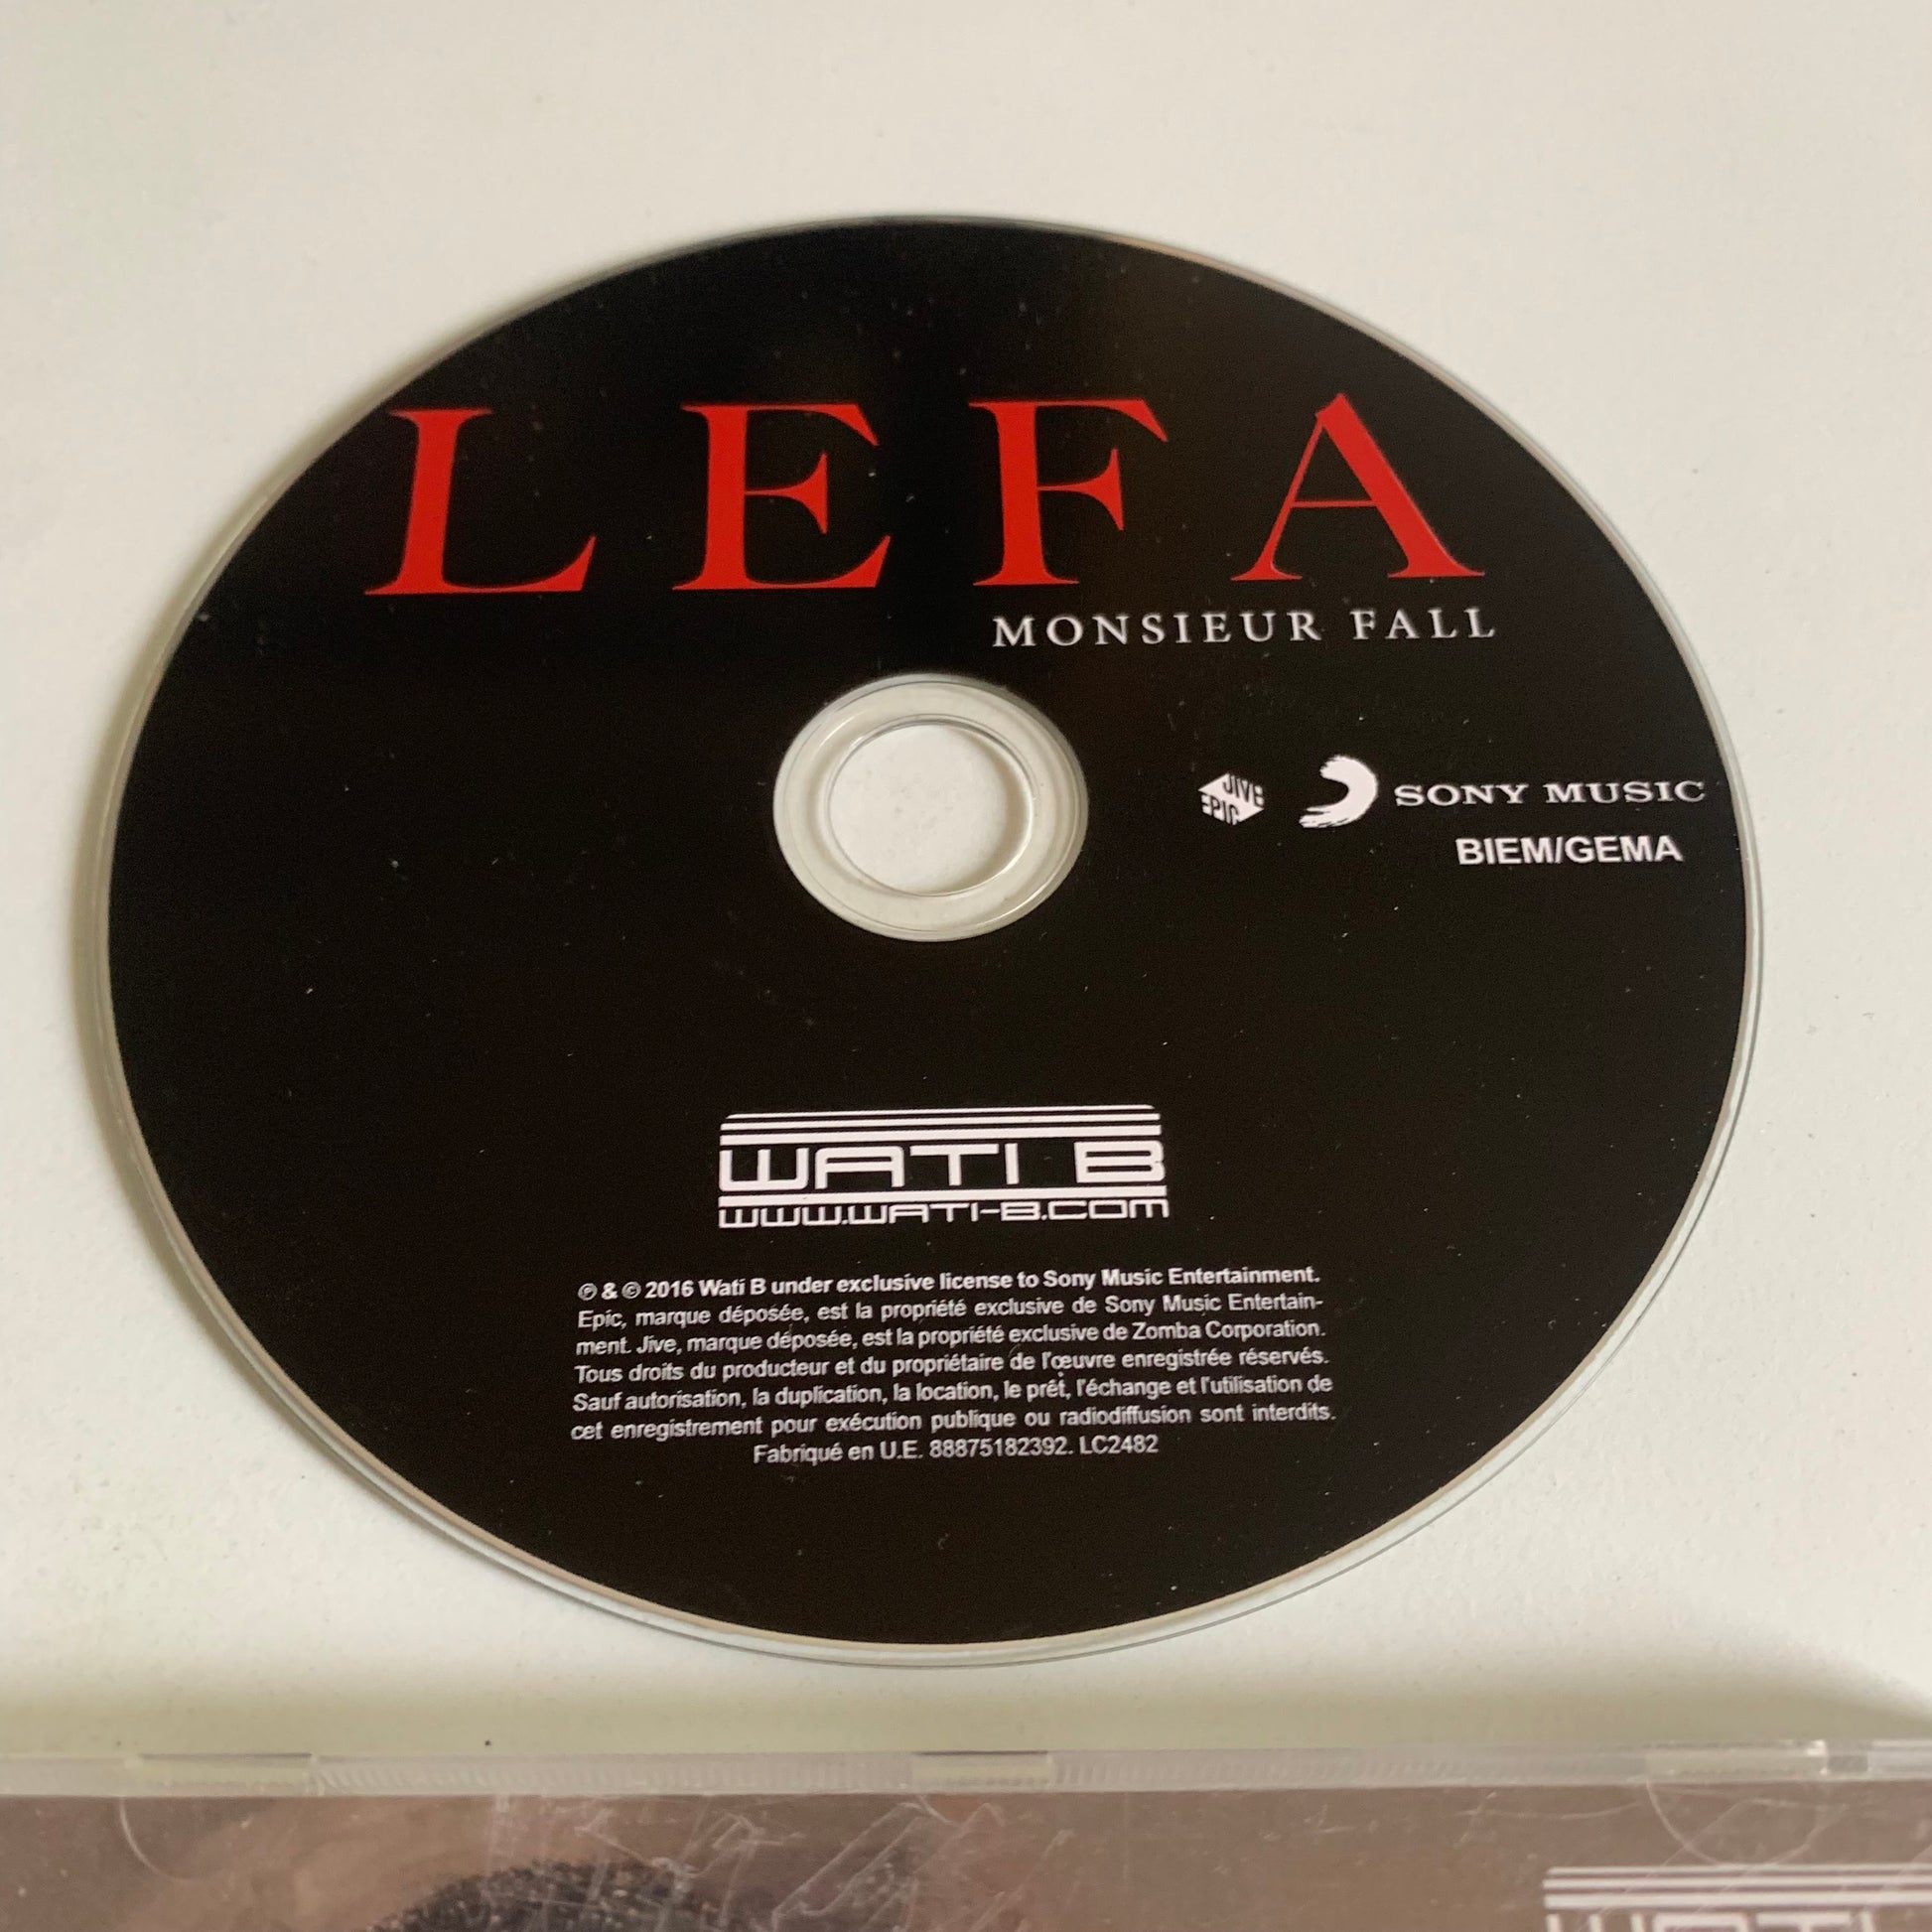 LEFA
MONSIEUR FALL
JIVE
EPIC
SONY MUSIC
BIEM/GEMA
WATI B
WWW.WATI-B.COM
℗ & © 2016 Wati B under exclusive license to Sony Music Entertainment.
Epic, marque déposée, est la propriété exclusive de Sony Music Entertain-
ment. Jive, marque déposée, est la propriété exclusive de Zomba Corporation.
Tous droits du producteur et du propriétaire de l'œuvre enregistrée réservés.
Sauf autorisation, la duplication, la location, le prêt, l'échange et l'utilisation de
cet enregistrement pour exécution publique ou radiodiffusion sont interdits.
Fabriqué en U.E. 88875182392. LC2482
WATI